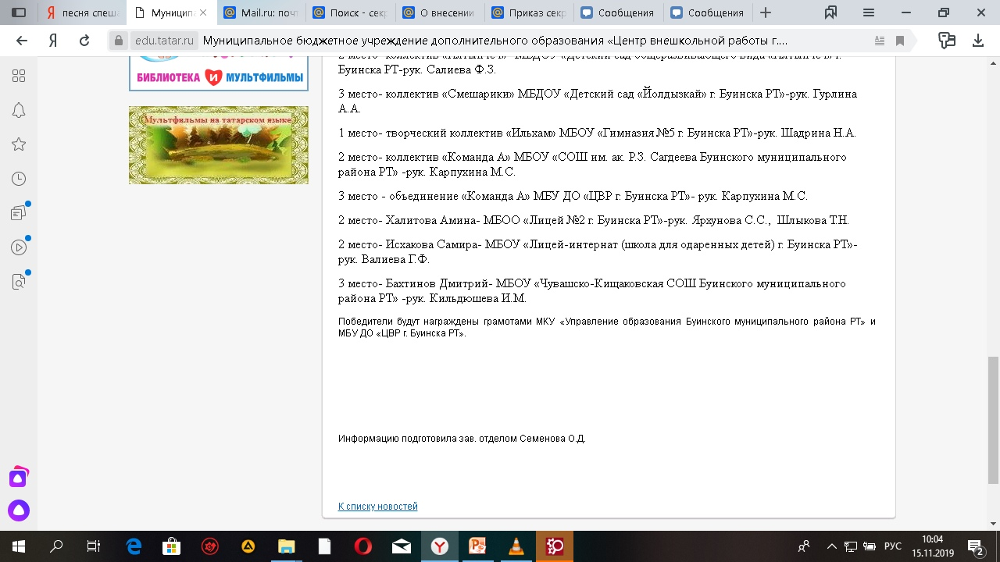 песня спеш
Муниципа
Mail.ru: поч
Поиск - сек
О внесении
Приказ секр
Сообщения
Сообщения
edu.tatar.ru Муниципальное бюджетное учреждение дополнительного образования «Центр внешкольной работы г....
БИБЛИОТЕКА И МУЛЬТФИЛЬМЫ
Мультфильмы на татарском языке
Буинска РТ-рук. Салиева Ф.З.
3 место- коллектив «Смешарики» МБДОУ «Детский сад «Йолдызкай» г. Буинска РТ»-рук. Гурлина
А.А.
1 место- творческий коллектив «Ильхам» МБОУ «Гимназия №5 г. Буинска РТ»-рук. Шадрина Н.А.
2 место- коллектив «Команда А» МБОУ «СОШ им. ак. Р.З. Сагдеева Буинского муниципального
района РТ» -рук. Карпухина М.С.
3 место - объединение «Команда А» МБУ ДО «ЦВР г. Буинска РТ»- рук. Карпухина М.С.
2 место- Халитова Амина- МБОО «Лицей №2 г. Буинска РТ»-рук. Ярхунова С.С., Шлыкова Т.Н.
2 место- Исхакова Самира- МБОУ «Лицей-интернат (школа для одаренных детей) г. Буинска РТ»-
рук. Валиева Г.Ф.
3 место- Бахтинов Дмитрий- МБОУ «Чувашско-Кищаковская СОШ Буинского муниципального
района РТ» -рук. Кильдюшева И.М.
Победители будут награждены грамотами МКУ «Управление образования Буинского муниципального района РТ» и
МБУ ДО «ЦВР г. Буинска РТ».
Информацию подготовила зав. отделом Семенова О.Д.
К списку новостей
РУС
10:04
15.11.2019
2